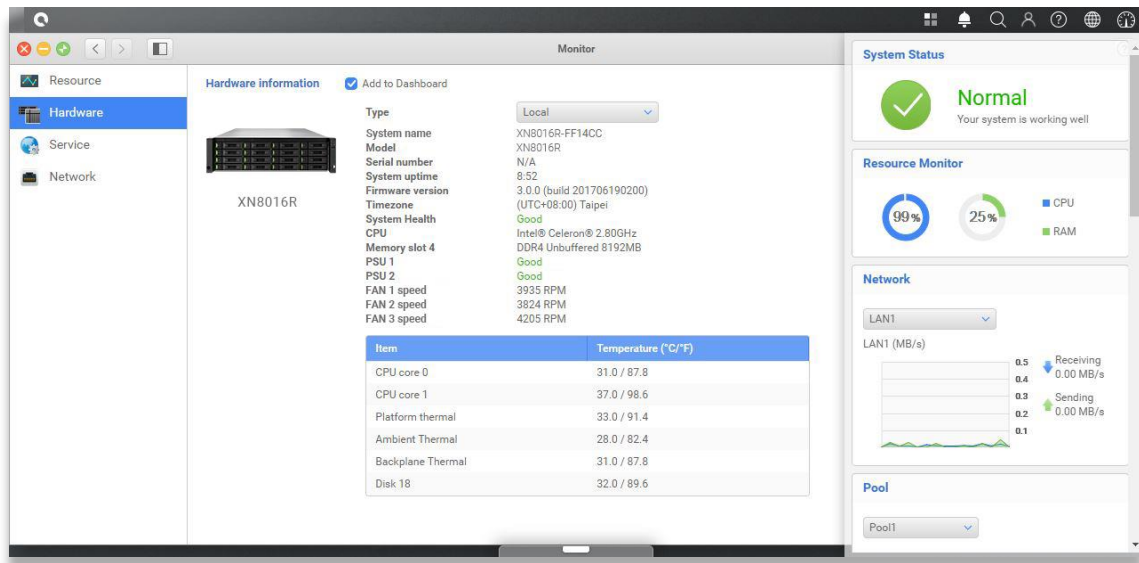 Monitor
Resource
Hardware
Service
Network
Hardware information
Add to Dashboard
XN8016R
Type Local
System name XN8016R-FF14CC
Model XN8016R
Serial number N/A
System uptime 8:52
Firmware version 3.0.0 (build 201706190200)
Timezone (UTC+08:00) Taipei
System Health Good
CPU Intel® Celeron® 2.80GHz
Memory slot 4 DDR4 Unbuffered 8192MB
PSU 1 Good
PSU 2 Good
FAN 1 speed 3935 RPM
FAN 2 speed 3824 RPM
FAN 3 speed 4205 RPM
Item Temperature (°C/°F)
CPU core 0 31.0 / 87.8
CPU core 1 37.0 / 98.6
Platform thermal 33.0 / 91.4
Ambient Thermal 28.0 / 82.4
Backplane Thermal 31.0 / 87.8
Disk 18 32.0 / 89.6
System Status
Normal
Your system is working well
Resource Monitor
99%
25%
CPU
RAM
Network
LAN1
LAN1 (MB/s)
0.5
0.4
0.3
0.2
0.1
Receiving
0.00 MB/s
Sending
0.00 MB/s
Pool
Pool1